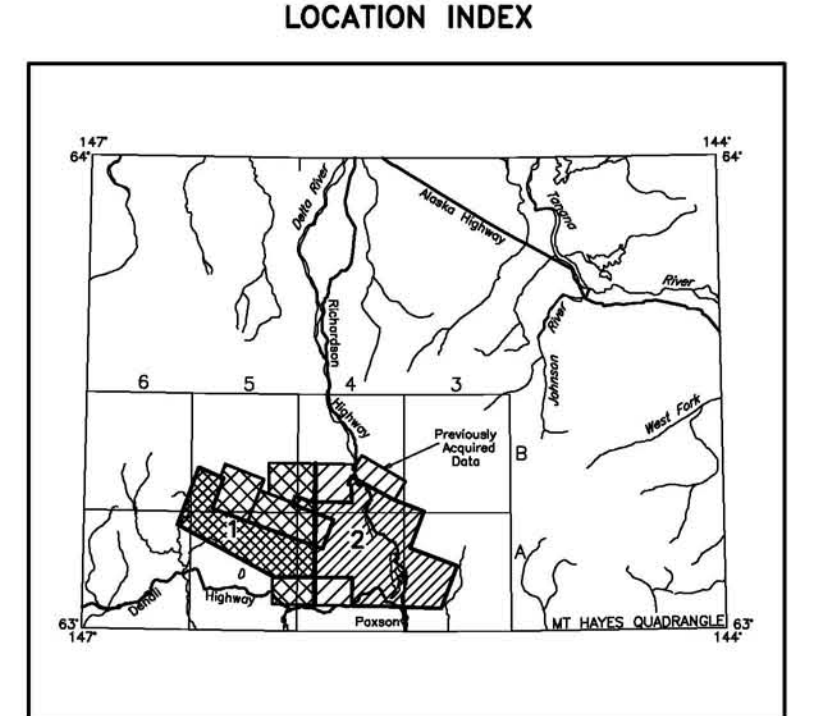 LOCATION INDEX
147°
144°
64°
64°
Delta River
Alaska Highway
Tanana
River
Richardson
River
Johnson
6
5
4
3
Highway
West Fork
Previously
Acquired
Data
B
1
2
A
Denali
Highway
Paxson
MT HAYES QUADRANGLE
63°
63°
147°
144°